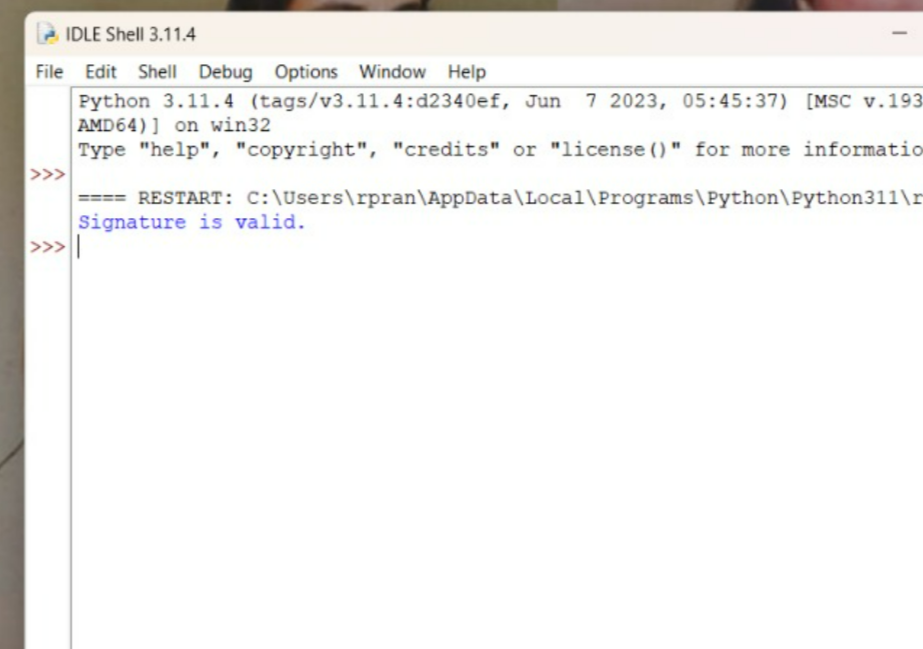 IDLE Shell 3.11.4
File Edit Shell Debug Options Window Help
Python 3.11.4 (tags/v3.11.4:d2340ef, Jun  7 2023, 05:45:37) [MSC v.193
AMD64)] on win32
Type "help", "copyright", "credits" or "license()" for more informatio
>>>
==== RESTART: C:\Users\rpran\AppData\Local\Programs\Python\Python311\r
Signature is valid.
>>>